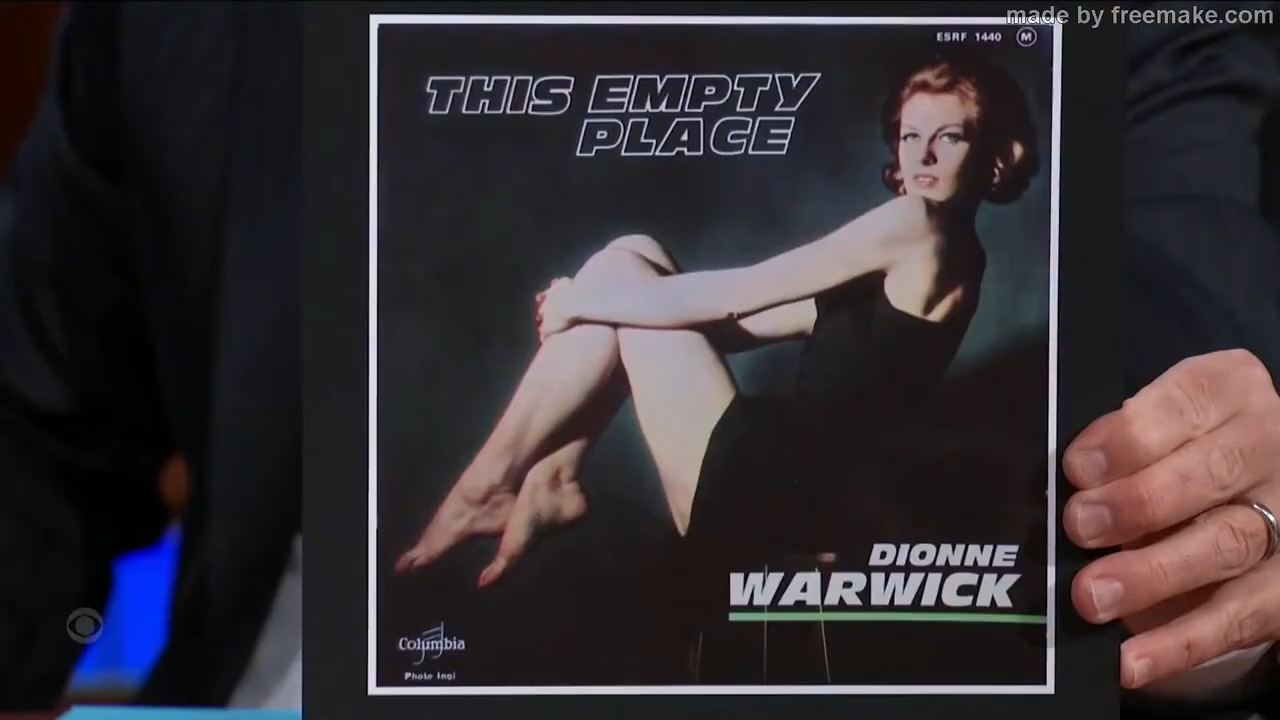 made by freemake.com
ESRF 1440 M
THIS EMPTY
PLACE
DIONNE
WARWICK
Columbia
Photo Ingi